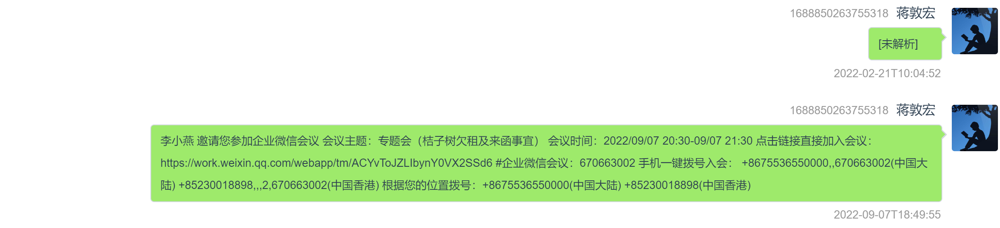 1688850263755318 蒋敦宏
[未解析]
2022-02-21T10:04:52
1688850263755318 蒋敦宏
李小燕 邀请您参加企业微信会议 会议主题：专题会（桔子树欠租及来函事宜） 会议时间：2022/09/07 20:30-09/07 21:30 点击链接直接加入会议：
https://work.weixin.qq.com/webapp/tm/ACYvToJZLIbynY0VX2SSd6 #企业微信会议：670663002 手机一键拨号入会： +8675536550000,,670663002(中国大
陆) +85230018898,,,2,670663002(中国香港) 根据您的位置拨号：+8675536550000(中国大陆) +85230018898(中国香港)
2022-09-07T18:49:55